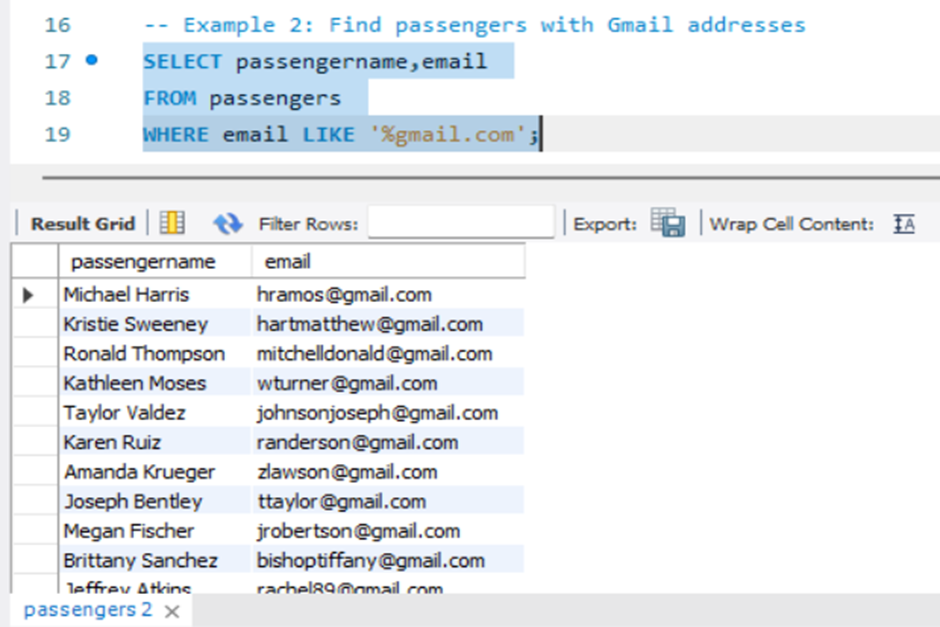 16 -- Example 2: Find passengers with Gmail addresses
17 SELECT passengername,email
18 FROM passengers
19 WHERE email LIKE '%gmail.com';
Result Grid Filter Rows: Export: Wrap Cell Content:
passengername email
Michael Harris hramos@gmail.com
Kristie Sweeney hartmatthew@gmail.com
Ronald Thompson mitchelldonald@gmail.com
Kathleen Moses wturner@gmail.com
Taylor Valdez johnsonjoseph@gmail.com
Karen Ruiz randerson@gmail.com
Amanda Krueger zlawson@gmail.com
Joseph Bentley ttaylor@gmail.com
Megan Fischer jrobertson@gmail.com
Brittany Sanchez bishoptiffany@gmail.com
Jeffrey Atkins rachel89@gmail.com
passengers 2